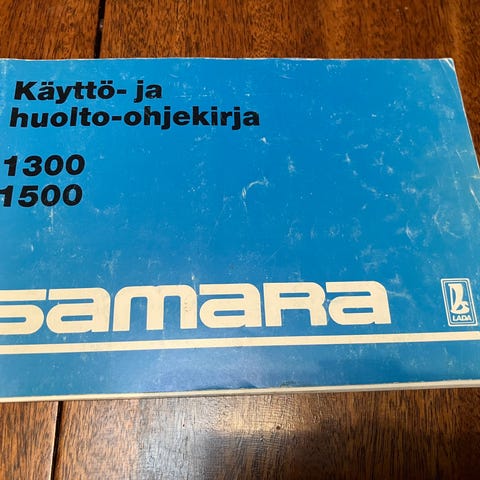 Käyttö- ja
huolto-ohjekirja
1300
1500
samara
LADA